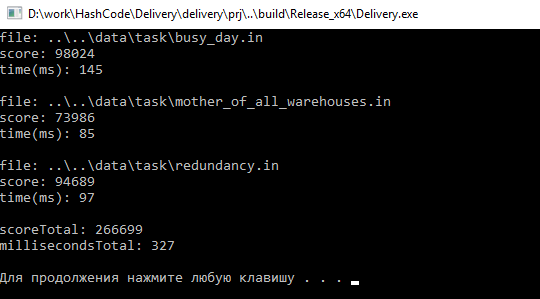 D:\work\HashCode\Delivery\delivery\prj\..\build\Release_x64\Delivery.exe
file: ..\..\data\task\busy_day.in
score: 98024
time(ms): 145
file: ..\..\data\task\mother_of_all_warehouses.in
score: 73986
time(ms): 85
file: ..\..\data\task\redundancy.in
score: 94689
time(ms): 97
scoreTotal: 266699
millisecondsTotal: 327
Для продолжения нажмите любую клавишу . . .